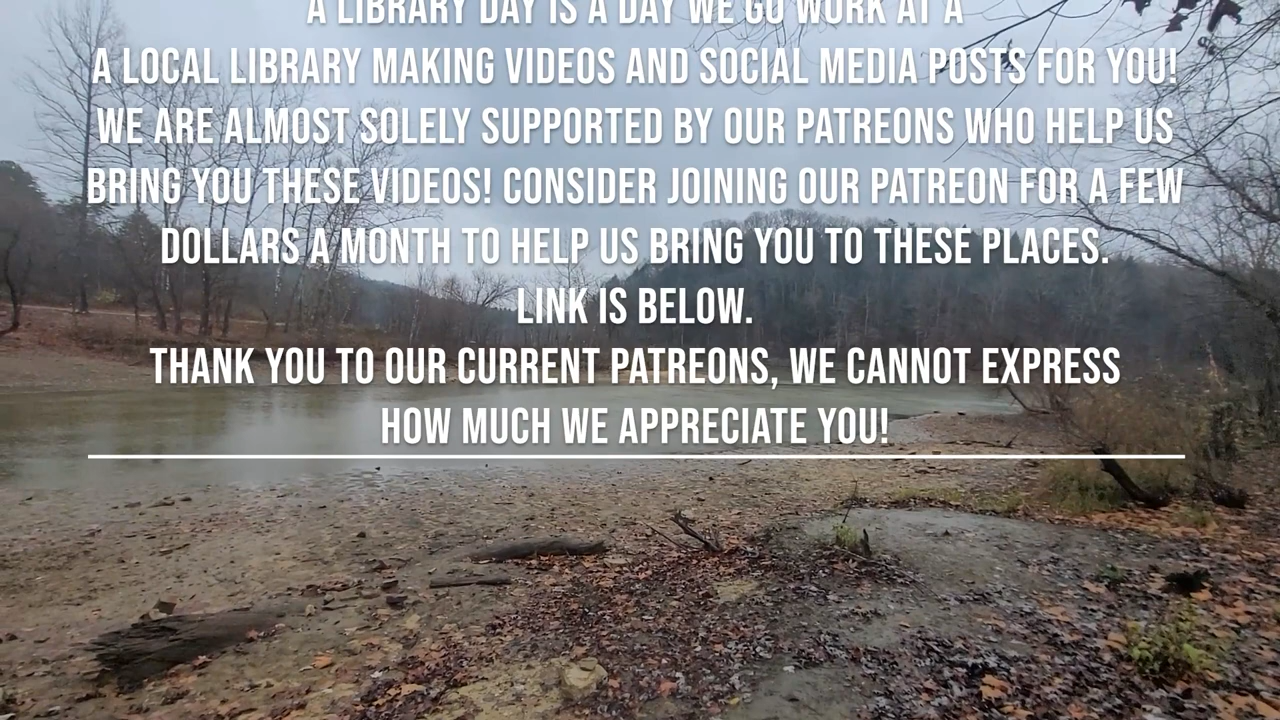 A LIBRARY DAY IS A DAY WE GO WORK AT A
A LOCAL LIBRARY MAKING VIDEOS AND SOCIAL MEDIA POSTS FOR YOU!
WE ARE ALMOST SOLELY SUPPORTED BY OUR PATREONS WHO HELP US
BRING YOU THESE VIDEOS! CONSIDER JOINING OUR PATREON FOR A FEW
DOLLARS A MONTH TO HELP US BRING YOU TO THESE PLACES.
LINK IS BELOW.
THANK YOU TO OUR CURRENT PATREONS, WE CANNOT EXPRESS
HOW MUCH WE APPRECIATE YOU!